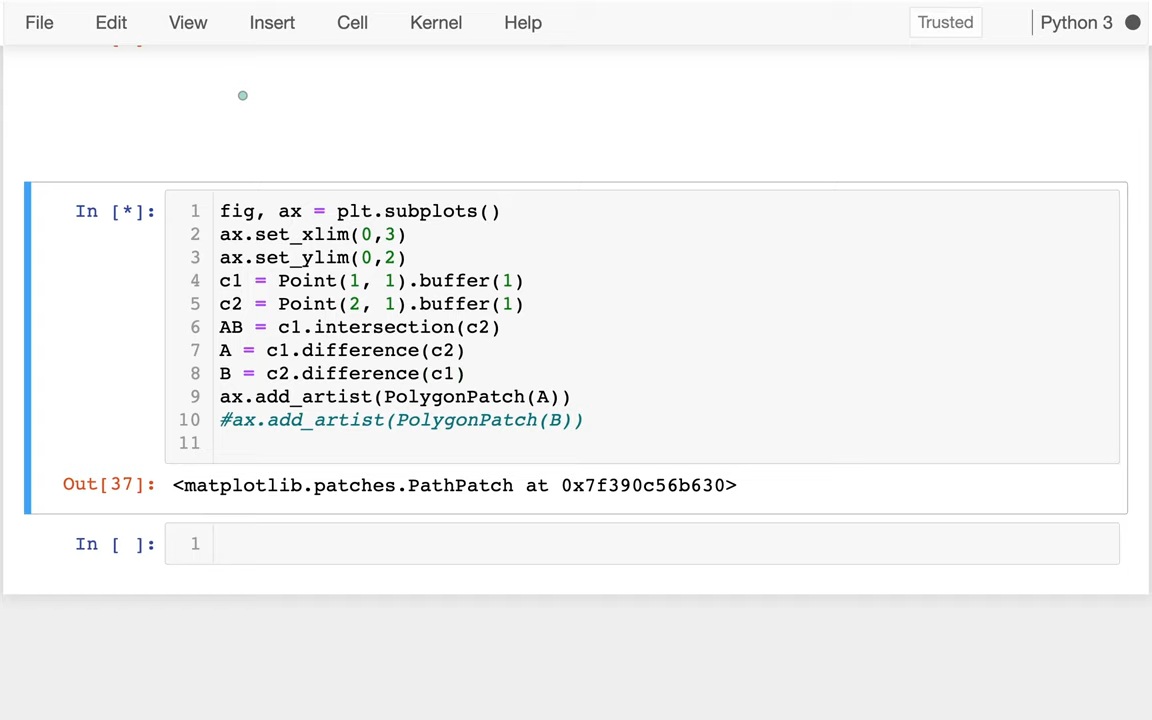 File Edit View Insert Cell Kernel Help Trusted Python 3
In [*]:
1 fig, ax = plt.subplots()
2 ax.set_xlim(0,3)
3 ax.set_ylim(0,2)
4 c1 = Point(1, 1).buffer(1)
5 c2 = Point(2, 1).buffer(1)
6 AB = c1.intersection(c2)
7 A = c1.difference(c2)
8 B = c2.difference(c1)
9 ax.add_artist(PolygonPatch(A))
10 #ax.add_artist(PolygonPatch(B))
11
Out[37]: <matplotlib.patches.PathPatch at 0x7f390c56b630>
In [ ]: 1